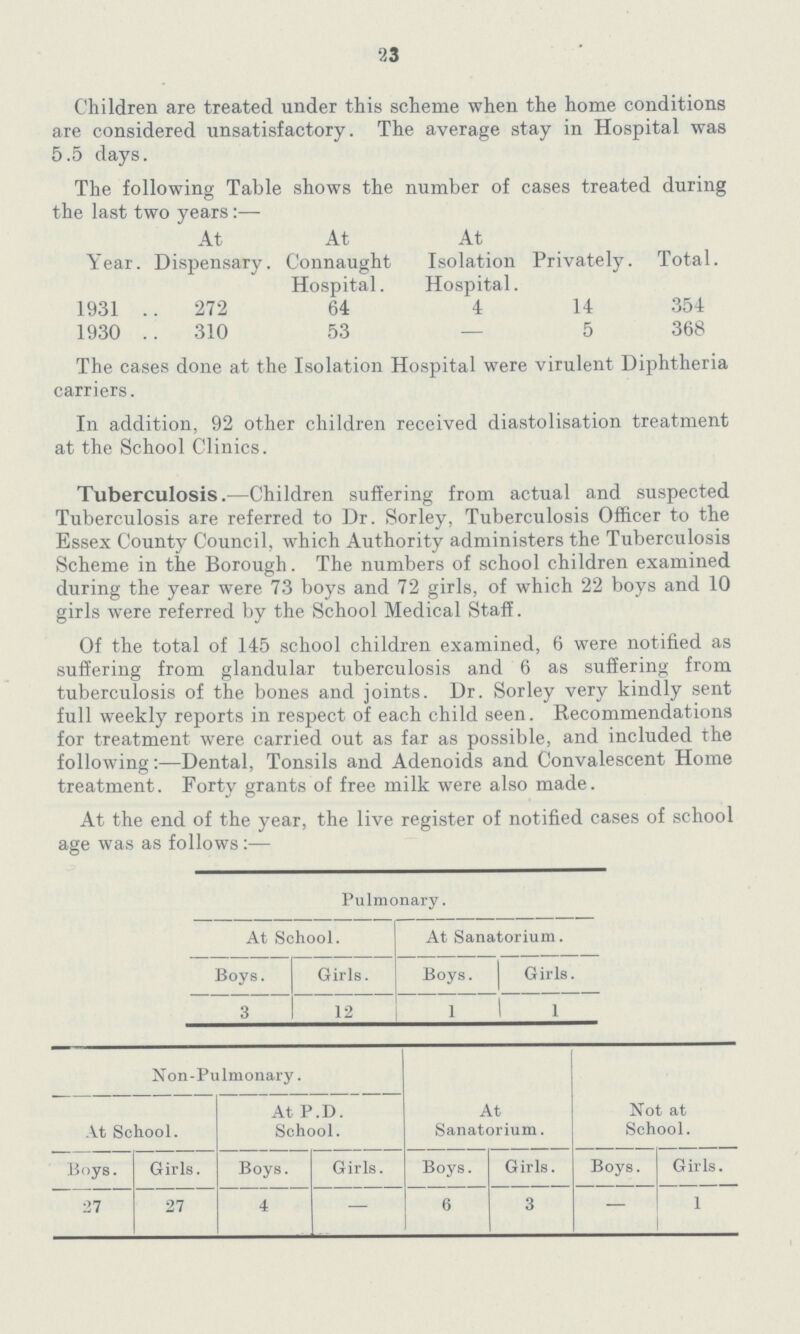 23
Children are treated under this scheme when the home conditions
are considered unsatisfactory. The average stay in Hospital was
5.5 days.
The following Table shows the number of cases treated during
the last two years:—
At At At
Year. Dispensary. Connaught Isolation Privately. Total.
Hospital. Hospital.
1931 .. 272 64 4 14 354
1930 .. 310 53 — 5 368
The cases done at the Isolation Hospital were virulent Diphtheria
carriers.
In addition, 92 other children received diastolisation treatment
at the School Clinics.
Tuberculosis.—Children suffering from actual and suspected
Tuberculosis are referred to Dr. Sorley, Tuberculosis Officer to the
Essex County Council, which Authority administers the Tuberculosis
Scheme in the Borough. The numbers of school children examined
during the year were 73 boys and 72 girls, of which 22 boys and 10
girls were referred by the School Medical Staff.
Of the total of 145 school children examined, 6 were notified as
suffering from glandular tuberculosis and 6 as suffering from
tuberculosis of the bones and joints. Dr. Sorley very kindly sent
full weekly reports in respect of each child seen. Recommendations
for treatment were carried out as far as possible, and included the
following:—Dental, Tonsils and Adenoids and Convalescent Home
treatment. Forty grants of free milk were also made.
At the end of the year, the live register of notified cases of school
age was as follows:—
Pulmonary.
At School. At Sanatorium.
Boys. Girls. Boys. Girls.
3 12 1 1
Non-Pulmonary.
At P.D. At Not at
At School. School. Sanatorium. School.
Boys. Girls. Boys. Girls. Boys. Girls. Boys. Girls.
27 27 4 — 6 3 — 1